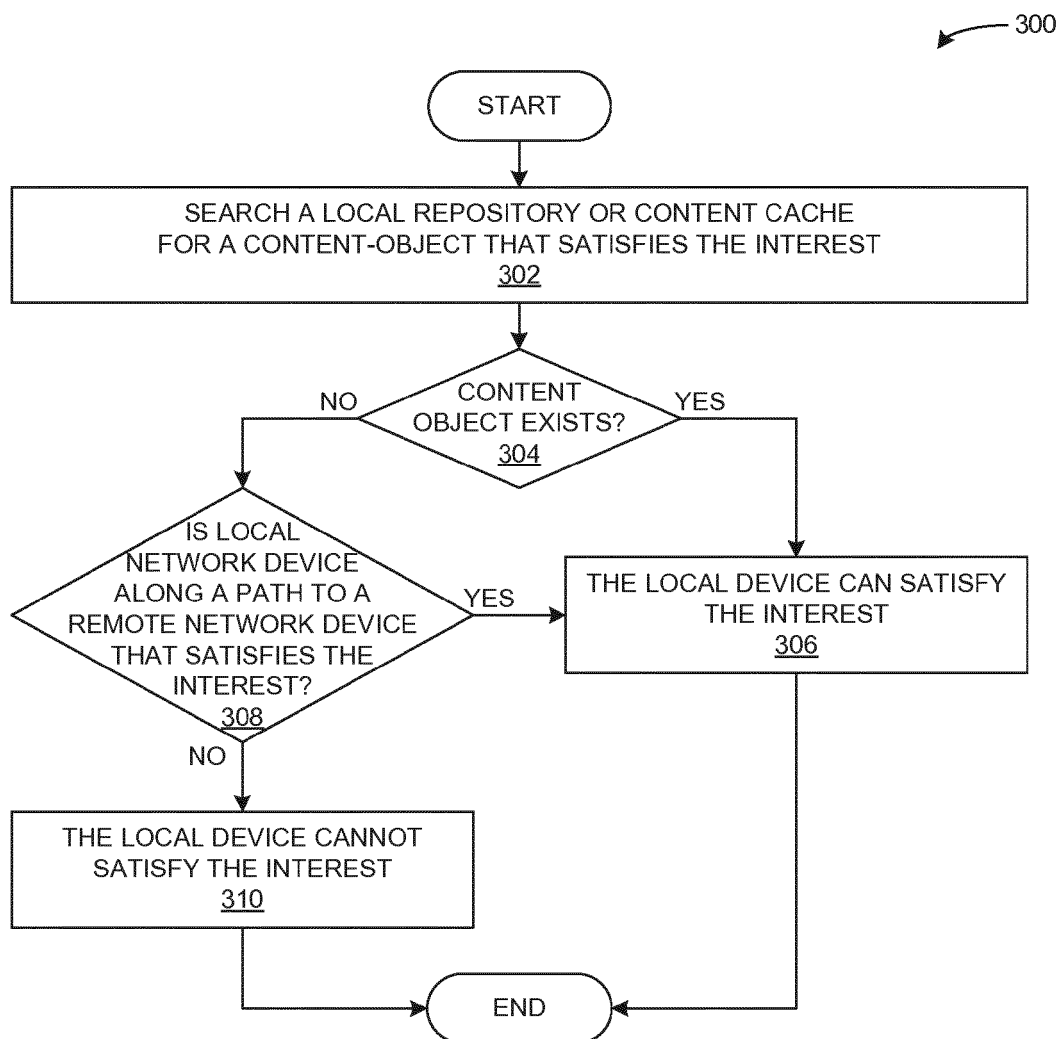 300
START
SEARCH A LOCAL REPOSITORY OR CONTENT CACHE
FOR A CONTENT-OBJECT THAT SATISFIES THE INTEREST
302
CONTENT
OBJECT EXISTS?
304
NO
YES
IS LOCAL
NETWORK DEVICE
ALONG A PATH TO A
REMOTE NETWORK DEVICE
THAT SATISFIES THE
INTEREST?
308
YES
NO
THE LOCAL DEVICE CAN SATISFY
THE INTEREST
306
THE LOCAL DEVICE CANNOT
SATISFY THE INTEREST
310
END